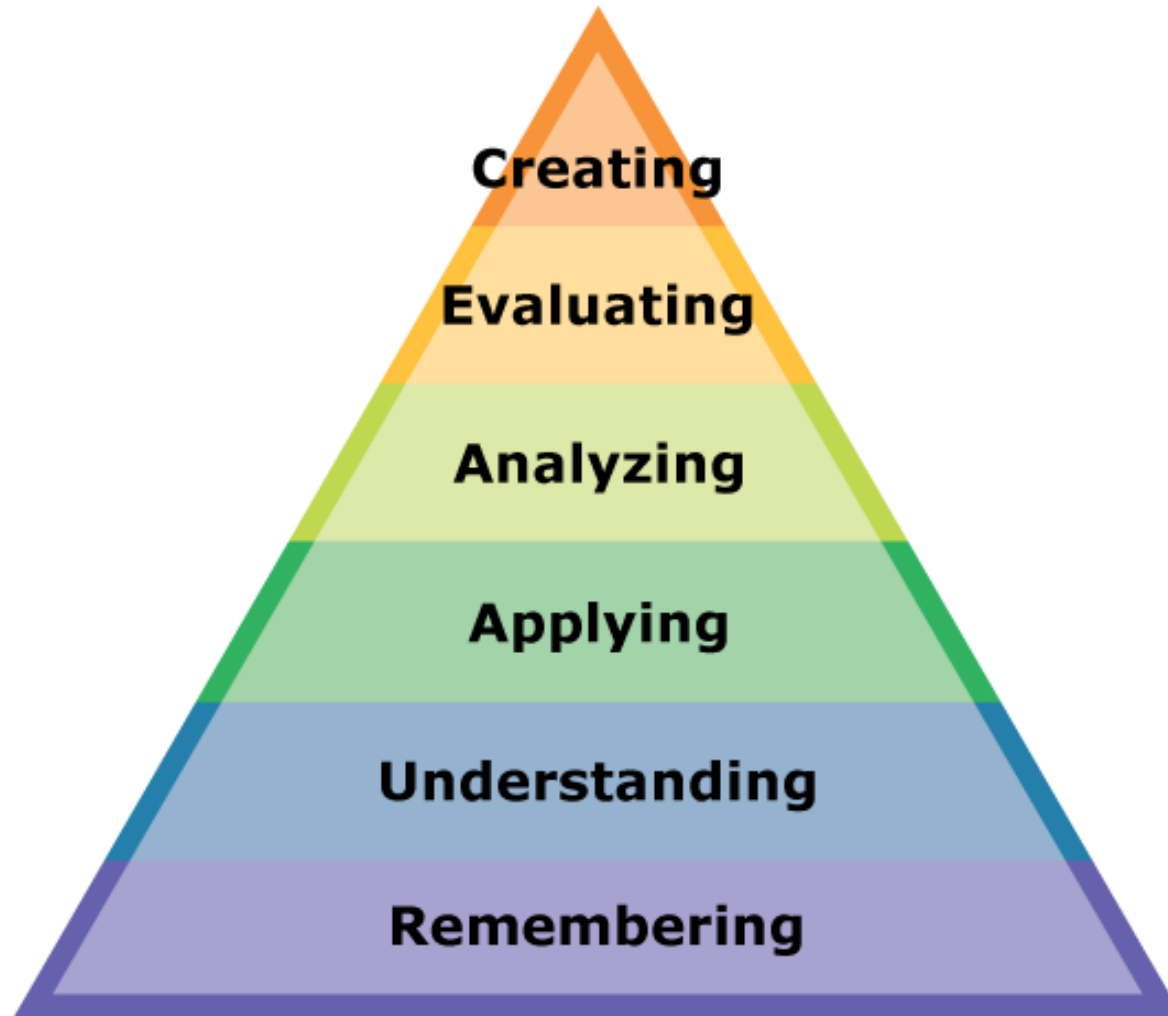 Creating
Evaluating
Analyzing
Applying
Understanding
Remembering